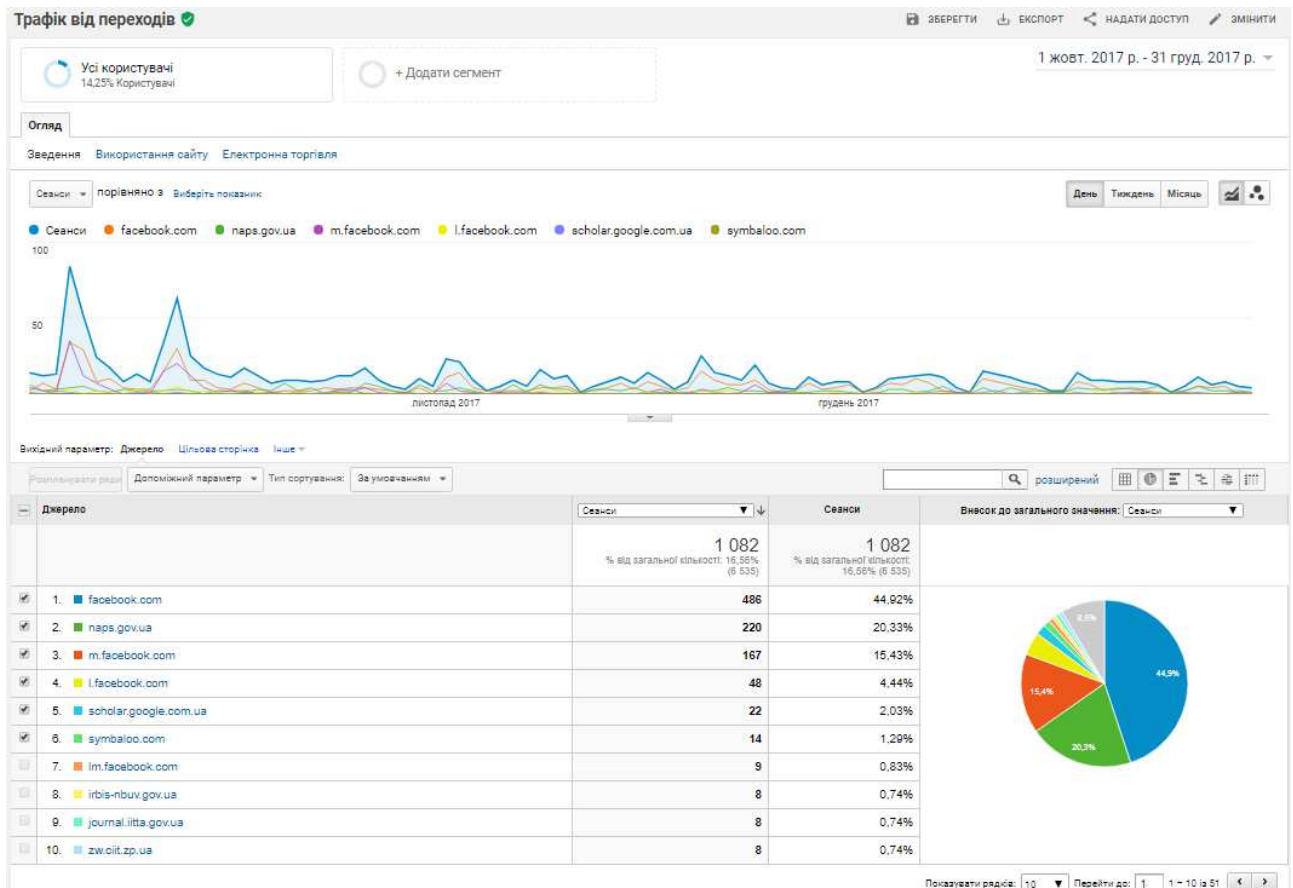 Трафік від переходів
ЗБЕРЕГТИ ЕКСПОРТ НАДАТИ ДОСТУП ЗМІНИТИ
1 жовт. 2017 р. - 31 груд. 2017 р.
Усі користувачі
14,25% Користувачі
+ Додати сегмент
Огляд
Зведення Використання сайту Електронна торгівля
Сеанси порівняно з Виберіть показник
День Тиждень Місяць
Сеанси facebook.com naps.gov.ua m.facebook.com l.facebook.com scholar.google.com.ua symbaloo.com
100
50
листопад 2017 грудень 2017
Вихідний параметр: Джерело Цільова сторінка Інше
Розпланувати ряди Допоміжний параметр Тип сортування: За умовчанням розширений
Джерело Сеанси Сеанси Внесок до загального значення: Сеанси
1 082 1 082
% від загальної кількості: 16,56% (6 535) % від загальної кількості: 16,56% (6 535)
1. facebook.com 486 44,92%
2. naps.gov.ua 220 20,33%
3. m.facebook.com 167 15,43%
4. l.facebook.com 48 4,44%
5. scholar.google.com.ua 22 2,03%
6. symbaloo.com 14 1,29%
7. lm.facebook.com 9 0,83%
8. irbis-nbuv.gov.ua 8 0,74%
9. journal.iitta.gov.ua 8 0,74%
10. zw.ciit.zp.ua 8 0,74%
44,9%
15,4%
20,3%
Показувати рядків: 10 Перейти до: 1 1 – 10 із 51